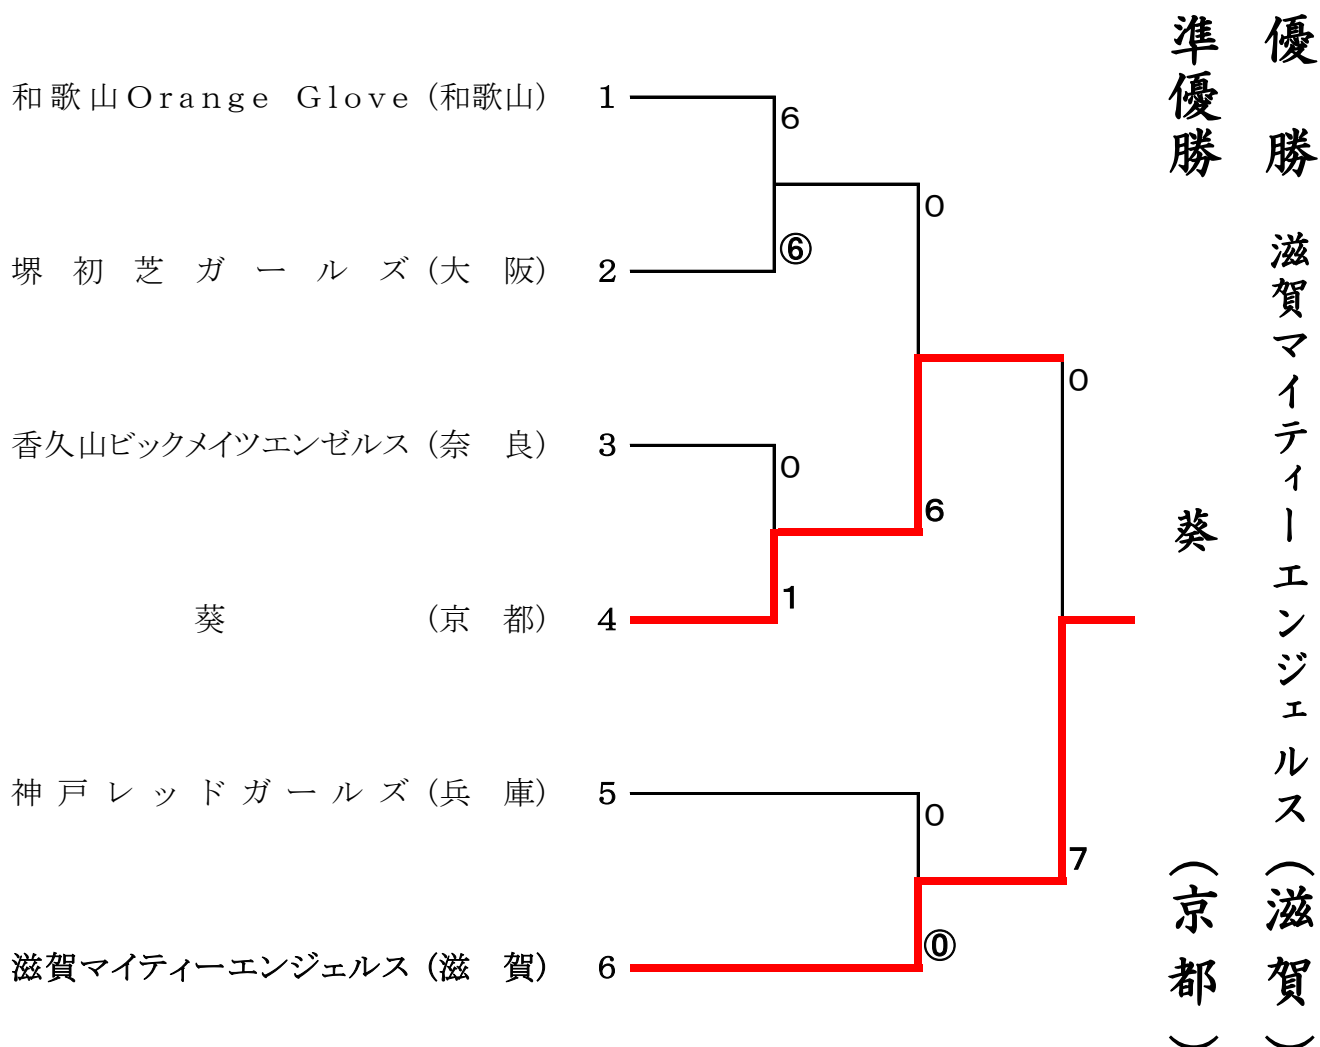 和歌山Ｏｒａｎｇｅ　Ｇｌｏｖｅ（和歌山） 1
6
堺初芝ガールズ（大　阪） 2
⑥
0
香久山ビックメイツエンゼルス（奈　良） 3
0
葵（京　都） 4
1
6
0
神戸レッドガールズ（兵　庫） 5
0
滋賀マイティーエンジェルス（滋　賀） 6
⓪
7
優　勝　滋賀マイティーエンジェルス（滋賀）
準優勝　葵（京都）